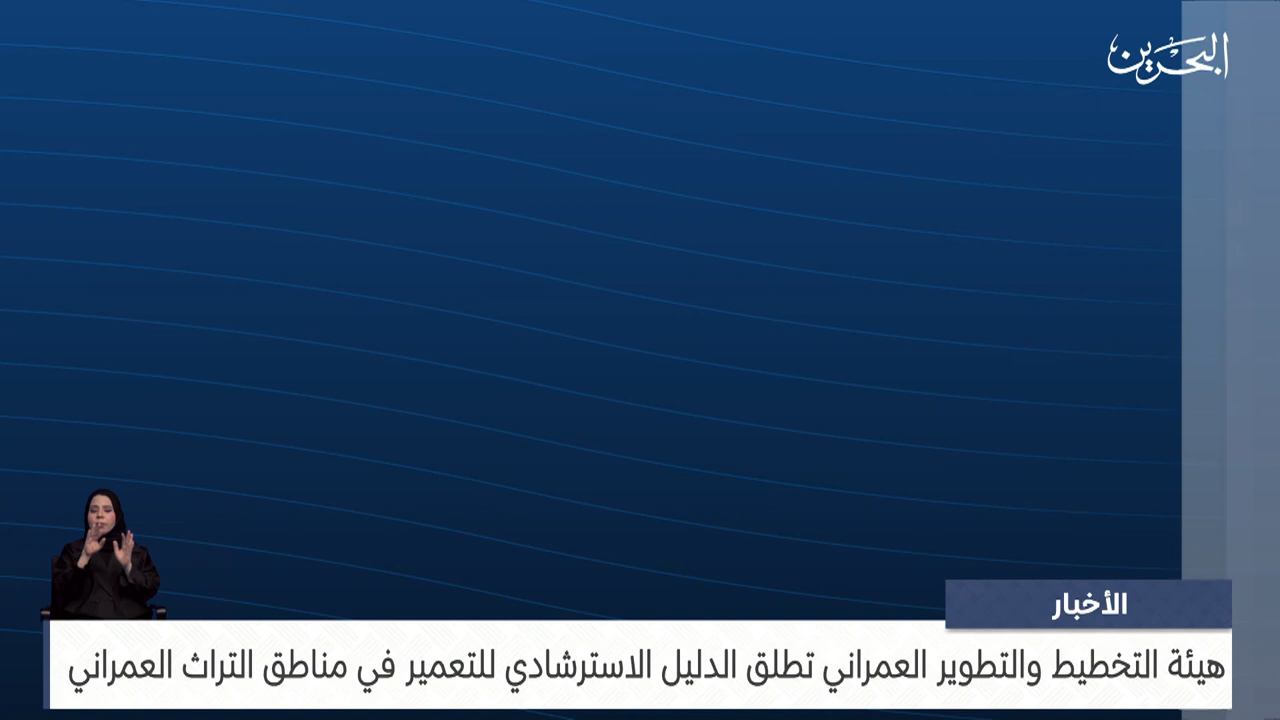 البحرين
الأخبار
هيئة التخطيط والتطوير العمراني تطلق الدليل الاسترشادي للتعمير في مناطق التراث العمراني